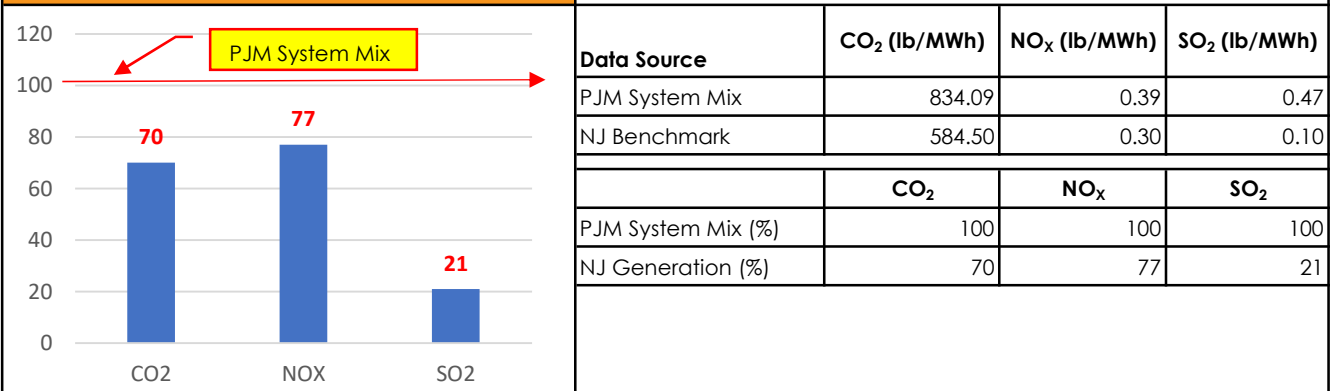 120
100
80
60
40
20
0
PJM System Mix
70
77
21
CO2 NOX SO2
Data Source CO₂ (lb/MWh) NOₓ (lb/MWh) SO₂ (lb/MWh)
PJM System Mix 834.09 0.39 0.47
NJ Benchmark 584.50 0.30 0.10
CO₂ NOₓ SO₂
PJM System Mix (%) 100 100 100
NJ Generation (%) 70 77 21